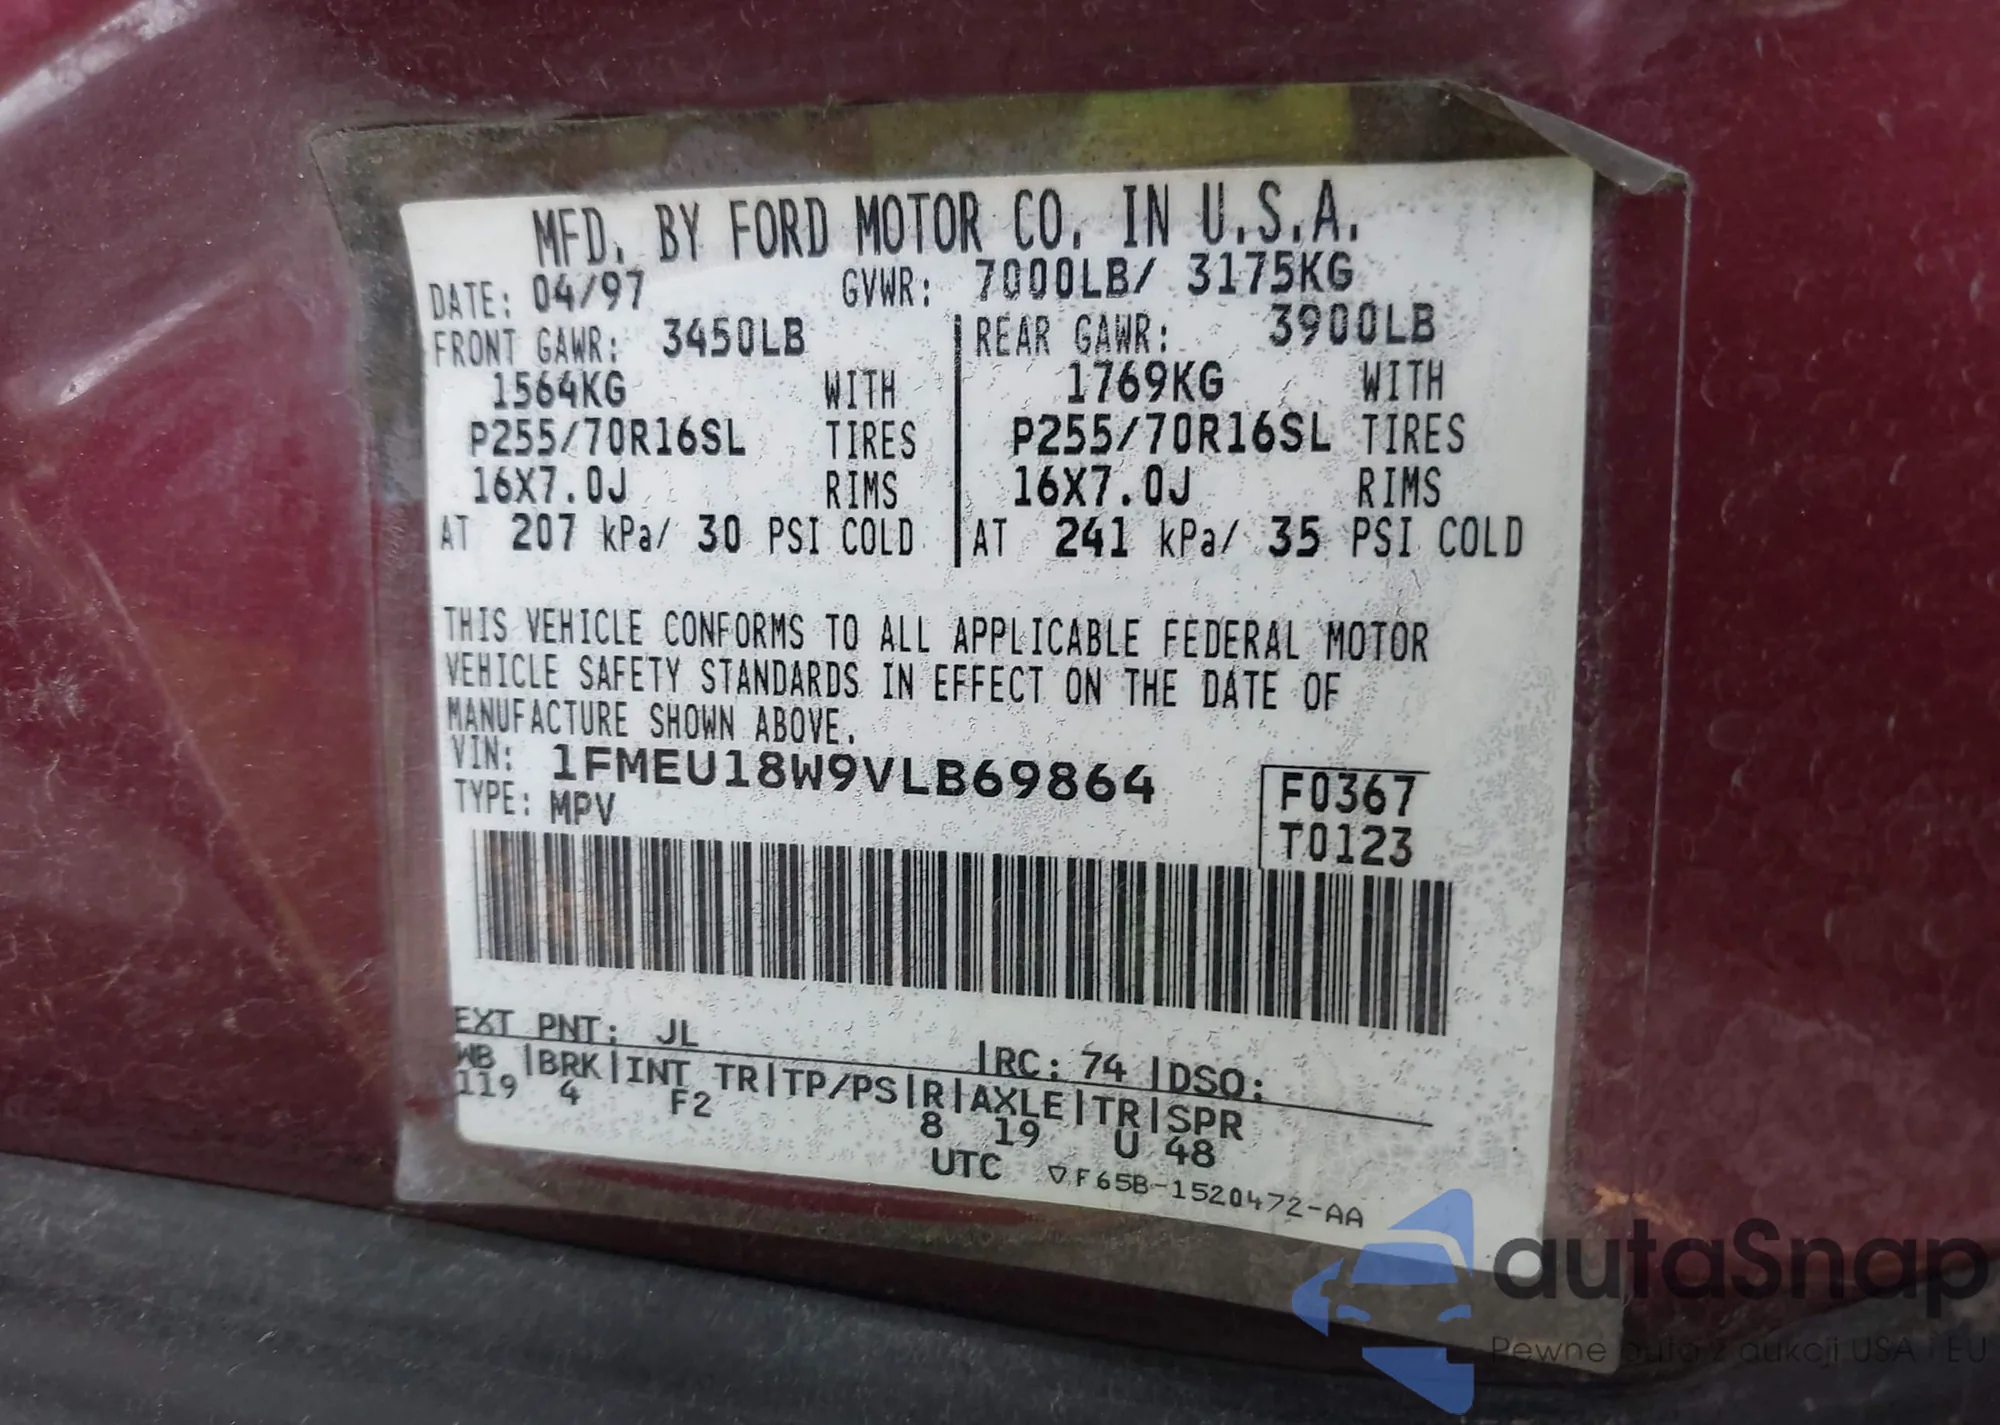 MFD. BY FORD MOTOR CO. IN U.S.A.
DATE: 04/97 GVWR: 7000LB/ 3175KG
FRONT GAWR: 3450LB REAR GAWR: 3900LB
1564KG WITH 1769KG WITH
P255/70R16SL TIRES P255/70R16SL TIRES
16X7.0J RIMS 16X7.0J RIMS
AT 207 kPa/ 30 PSI COLD AT 241 kPa/ 35 PSI COLD
THIS VEHICLE CONFORMS TO ALL APPLICABLE FEDERAL MOTOR
VEHICLE SAFETY STANDARDS IN EFFECT ON THE DATE OF
MANUFACTURE SHOWN ABOVE.
VIN: 1FMEU18W9VLB69864
TYPE: MPV
F0367
T0123
EXT PNT: JL RC: 74 DSO:
WB BRK INT TR TP/PS R AXLE TR SPR
119 4 F2 8 19 U 48
UTC ▽F65B-1520472-AA
autaSnap
Pewne auta z aukcji USA i EU